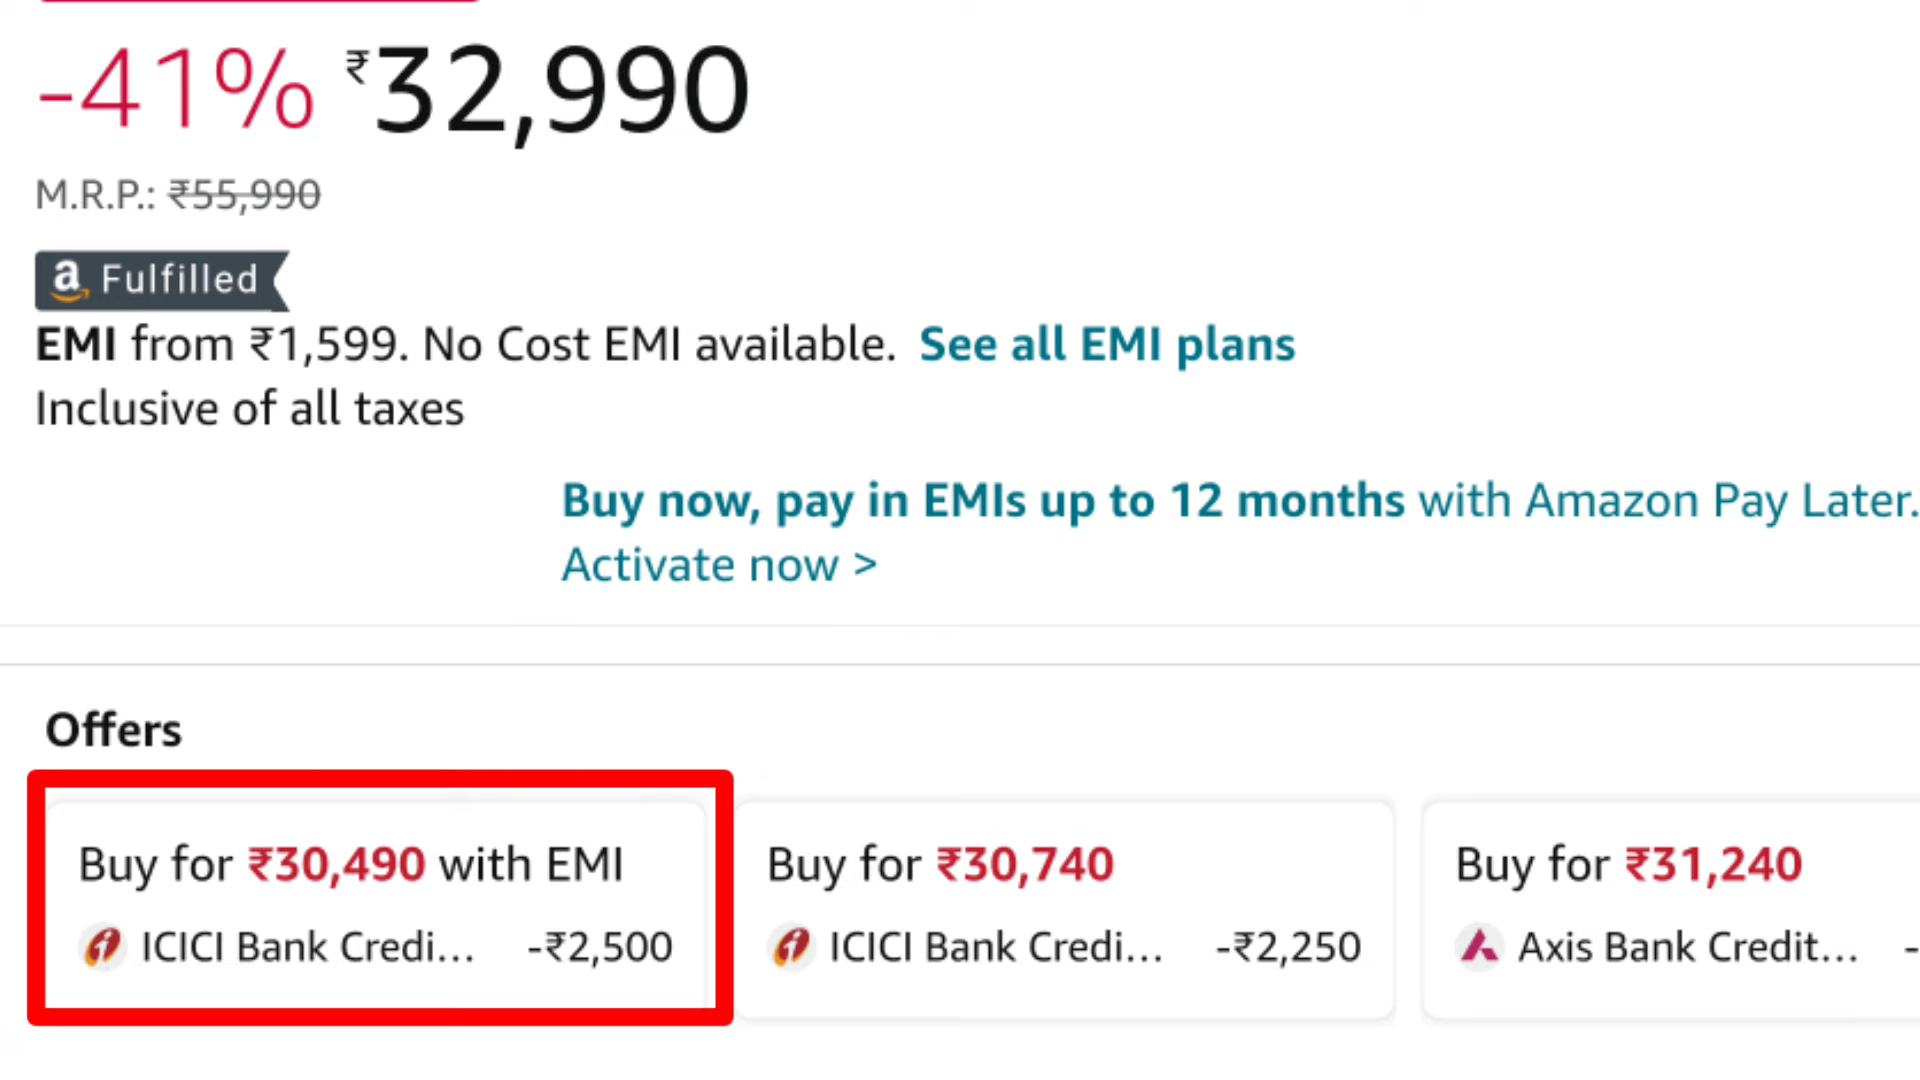 -41% ₹32,990
M.R.P.: ₹55,990
a Fulfilled
EMI from ₹1,599. No Cost EMI available. See all EMI plans
Inclusive of all taxes
Buy now, pay in EMIs up to 12 months with Amazon Pay Later.
Activate now >
Offers
Buy for ₹30,490 with EMI
ICICI Bank Credi... -₹2,500
Buy for ₹30,740
ICICI Bank Credi... -₹2,250
Buy for ₹31,240
Axis Bank Credit... -